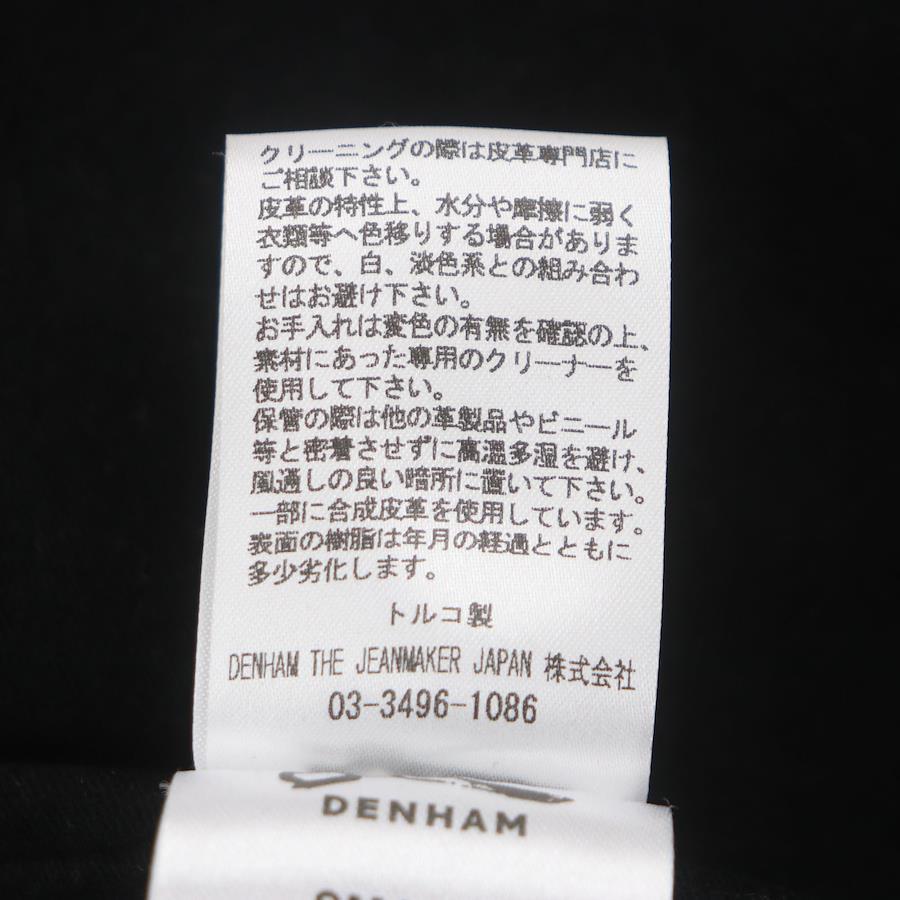 クリーニングの際は皮革専門店に
ご相談下さい。
皮革の特性上、水分や摩擦に弱く
衣類等へ色移りする場合がありま
すので、白、淡色系との組み合わ
せはお避け下さい。
お手入れは変色の有無を確認の上、
素材にあった専用のクリーナーを
使用して下さい。
保管の際は他の革製品やビニール
等と密着させずに高温多湿を避け、
風通しの良い暗所に置いて下さい。
一部に合成皮革を使用しています。
表面の樹脂は年月の経過とともに
多少劣化します。
トルコ製
DENHAM THE JEANMAKER JAPAN 株式会社
03-3496-1086
DENHAM